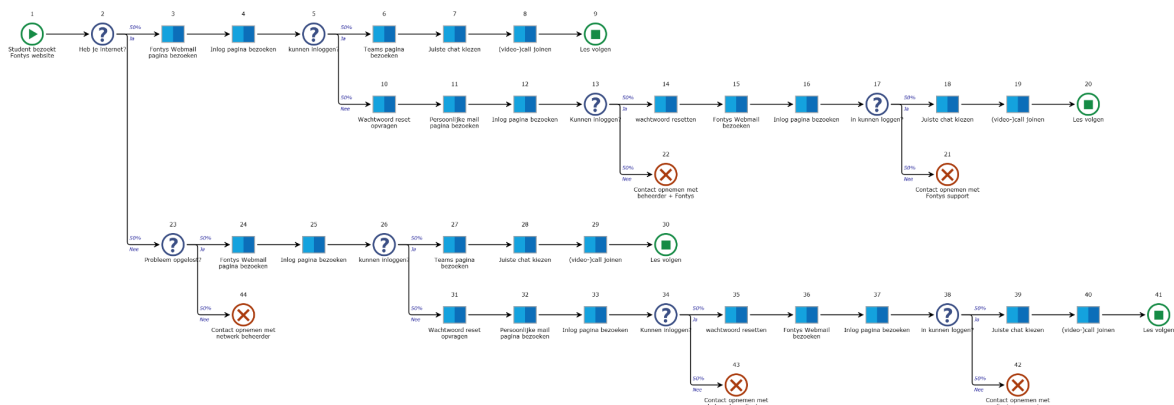 1
2
3
4
5
6
7
8
9
50%
50%
Ja
Ja
Student bezoekt
Fontys website
Heb je internet?
Fontys Webmail
pagina bezoeken
Inlog pagina bezoeken
kunnen inloggen?
Teams pagina
bezoeken
Juiste chat kiezen
(video-)call joinen
Les volgen
10
11
12
13
14
15
16
17
18
19
20
50%
50%
50%
Nee
Ja
Ja
Wachtwoord reset
opvragen
Persoonlijke mail
pagina bezoeken
Inlog pagina bezoeken
Kunnen inloggen?
wachtwoord resetten
Fontys Webmail
bezoeken
Inlog pagina bezoeken
in kunnen loggen?
Juiste chat kiezen
(video-)call joinen
Les volgen
22
21
50%
50%
Nee
Nee
Contact opnemen met
beheerder + Fontys
Contact opnemen met
Fontys support
23
24
25
26
27
28
29
30
50%
50%
50%
Nee
Ja
Ja
Probleem opgelost?
Fontys Webmail
pagina bezoeken
Inlog pagina bezoeken
kunnen inloggen?
Teams pagina
bezoeken
Juiste chat kiezen
(video-)call joinen
Les volgen
44
31
32
33
34
35
36
37
38
39
40
41
50%
50%
50%
50%
Nee
Nee
Ja
Ja
Contact opnemen met
netwerk beheerder
Wachtwoord reset
opvragen
Persoonlijke mail
pagina bezoeken
Inlog pagina bezoeken
Kunnen inloggen?
wachtwoord resetten
Fontys Webmail
bezoeken
Inlog pagina bezoeken
in kunnen loggen?
Juiste chat kiezen
(video-)call joinen
Les volgen
43
42
50%
50%
Nee
Nee
Contact opnemen met
Contact opnemen met